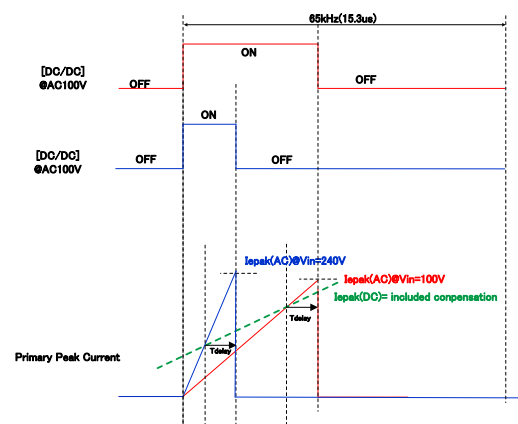 65kHz(15.3us)
ON
[DC/DC]
@AC100V
OFF
OFF
ON
[DC/DC]
@AC100V
OFF
OFF
Iepak(AC)@Vin=240V
Iepak(AC)@Vin=100V
Iepak(DC)= included conpensation
Tdelay
Tdelay
Primary Peak Current